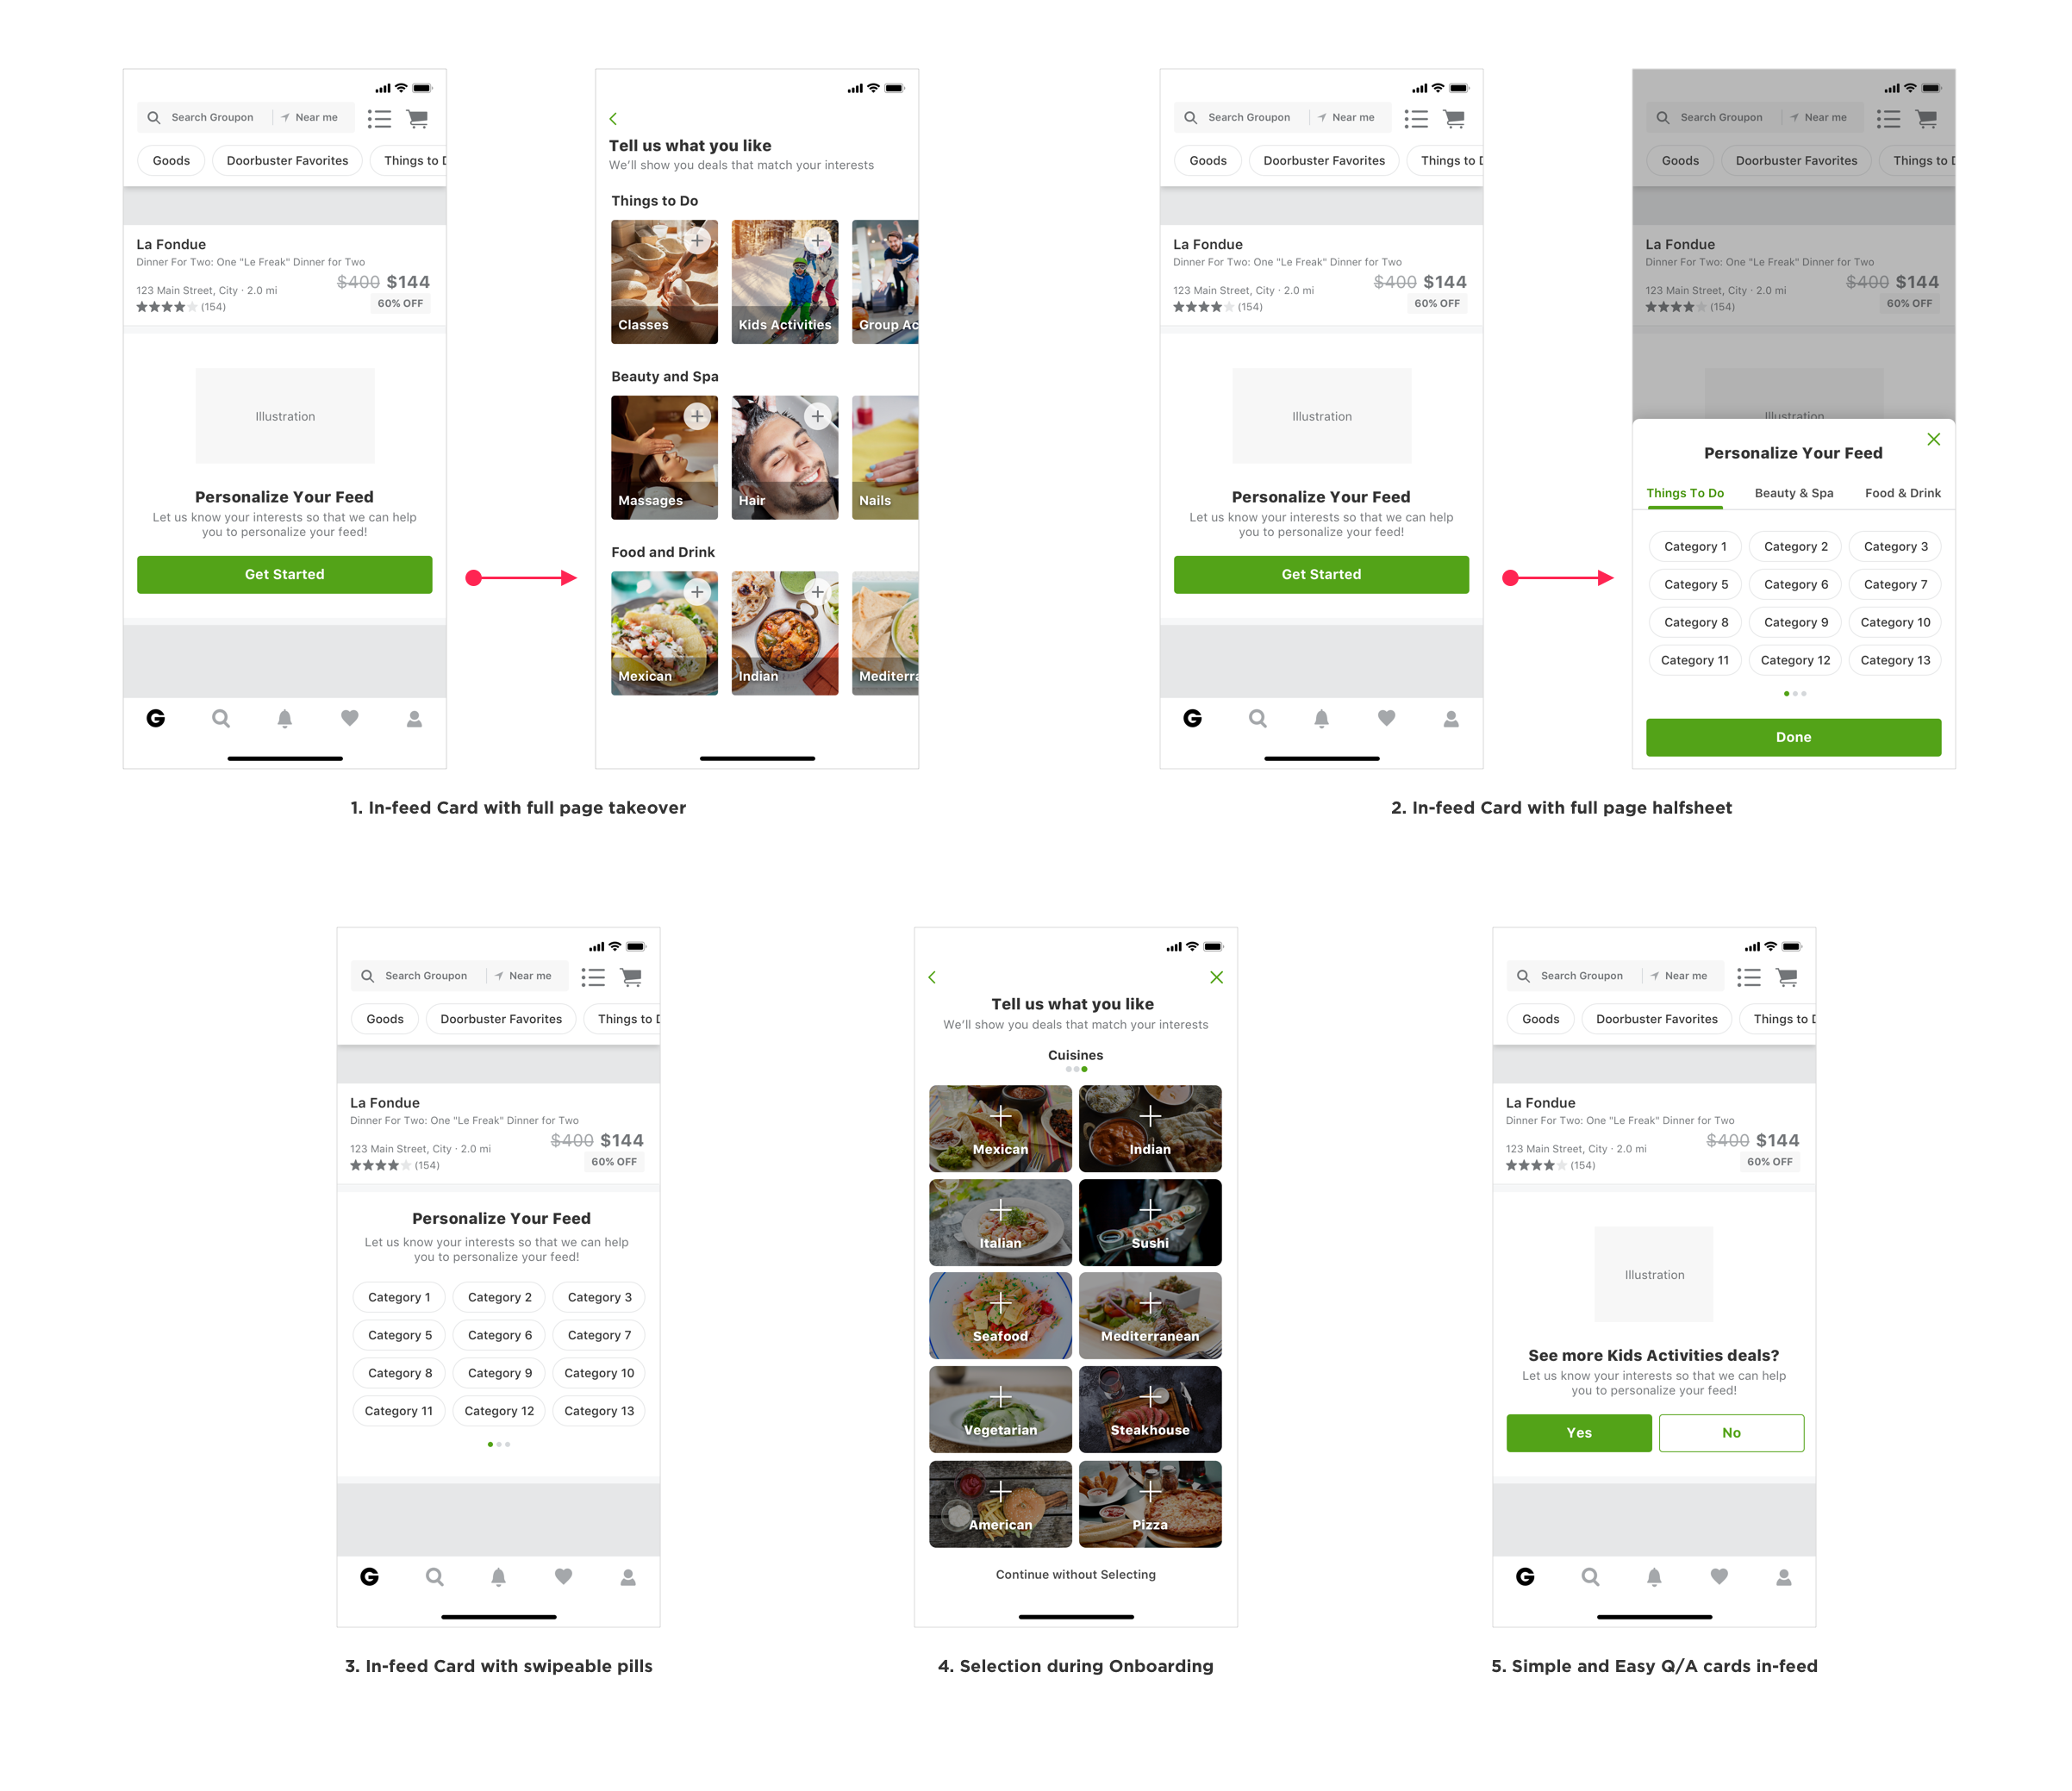 Search Groupon
Near me
Goods
Doorbuster Favorites
Things to D
La Fondue
Dinner For Two: One "Le Freak" Dinner for Two
$400 $144
123 Main Street, City · 2.0 mi
(154)
60% OFF
Illustration
Personalize Your Feed
Let us know your interests so that we can help
you to personalize your feed!
Get Started
G
Tell us what you like
We'll show you deals that match your interests
Things to Do
Classes
Kids Activities
Group Ac
Beauty and Spa
Massages
Hair
Nails
Food and Drink
Mexican
Indian
Mediterra
1. In-feed Card with full page takeover
Search Groupon
Near me
Goods
Doorbuster Favorites
Things to D
La Fondue
Dinner For Two: One "Le Freak" Dinner for Two
$400 $144
123 Main Street, City · 2.0 mi
(154)
60% OFF
Illustration
Personalize Your Feed
Let us know your interests so that we can help
you to personalize your feed!
Get Started
G
Search Groupon
Near me
Goods
Doorbuster Favorites
Things to D
La Fondue
Dinner For Two: One "Le Freak" Dinner for Two
$400 $144
123 Main Street, City · 2.0 mi
(154)
60% OFF
Illustration
Personalize Your Feed
Things To Do
Beauty & Spa
Food & Drink
Category 1
Category 2
Category 3
Category 5
Category 6
Category 7
Category 8
Category 9
Category 10
Category 11
Category 12
Category 13
Done
2. In-feed Card with full page halfsheet
Search Groupon
Near me
Goods
Doorbuster Favorites
Things to D
La Fondue
Dinner For Two: One "Le Freak" Dinner for Two
$400 $144
123 Main Street, City · 2.0 mi
(154)
60% OFF
Personalize Your Feed
Let us know your interests so that we can help
you to personalize your feed!
Category 1
Category 2
Category 3
Category 5
Category 6
Category 7
Category 8
Category 9
Category 10
Category 11
Category 12
Category 13
G
3. In-feed Card with swipeable pills
Tell us what you like
We'll show you deals that match your interests
Cuisines
Mexican
Indian
Italian
Sushi
Seafood
Mediterranean
Vegetarian
Steakhouse
American
Pizza
Continue without Selecting
4. Selection during Onboarding
Search Groupon
Near me
Goods
Doorbuster Favorites
Things to D
La Fondue
Dinner For Two: One "Le Freak" Dinner for Two
$400 $144
123 Main Street, City · 2.0 mi
(154)
60% OFF
Illustration
See more Kids Activities deals?
Let us know your interests so that we can help
you to personalize your feed!
Yes
No
G
5. Simple and Easy Q/A cards in-feed